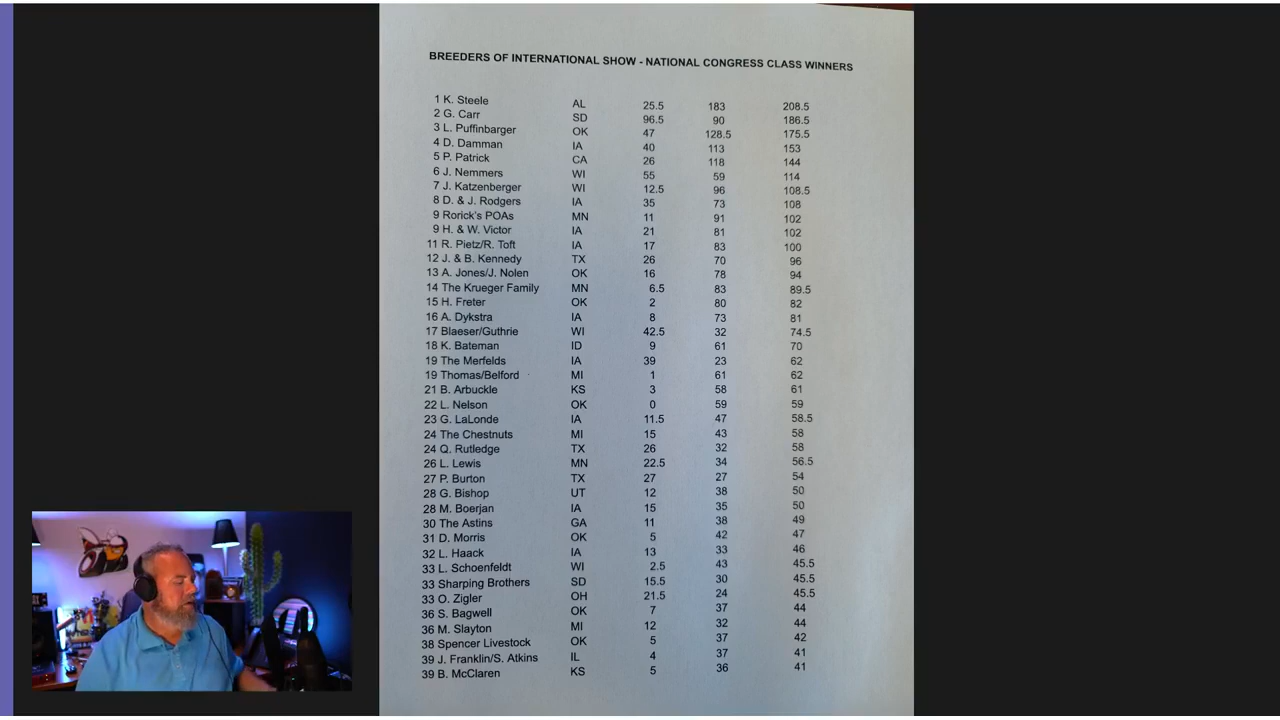 BREEDERS OF INTERNATIONAL SHOW - NATIONAL CONGRESS CLASS WINNERS
1 K. Steele AL 25.5 183 208.5
2 G. Carr SD 96.5 90 186.5
3 L. Puffinbarger OK 47 128.5 175.5
4 D. Damman IA 40 113 153
5 P. Patrick CA 26 118 144
6 J. Nemmers WI 55 59 114
7 J. Katzenberger WI 12.5 96 108.5
8 D. & J. Rodgers IA 35 73 108
9 Rorick's POAs MN 11 91 102
9 H. & W. Victor IA 21 81 102
11 R. Pietz/R. Toft IA 17 83 100
12 J. & B. Kennedy TX 26 70 96
13 A. Jones/J. Nolen OK 16 78 94
14 The Krueger Family MN 6.5 83 89.5
15 H. Freter OK 2 80 82
16 A. Dykstra IA 8 73 81
17 Blaeser/Guthrie WI 42.5 32 74.5
18 K. Bateman ID 9 61 70
19 The Merfelds IA 39 23 62
19 Thomas/Belford MI 1 61 62
21 B. Arbuckle KS 3 58 61
22 L. Nelson OK 0 59 59
23 G. LaLonde IA 11.5 47 58.5
24 The Chestnuts MI 15 43 58
24 Q. Rutledge TX 26 32 58
26 L. Lewis MN 22.5 34 56.5
27 P. Burton TX 27 27 54
28 G. Bishop UT 12 38 50
28 M. Boerjan IA 15 35 50
30 The Astins GA 11 38 49
31 D. Morris OK 5 42 47
32 L. Haack IA 13 33 46
33 L. Schoenfeldt WI 2.5 43 45.5
33 Sharping Brothers SD 15.5 30 45.5
33 O. Zigler OH 21.5 24 45.5
36 S. Bagwell OK 7 37 44
36 M. Slayton MI 12 32 44
38 Spencer Livestock OK 5 37 42
39 J. Franklin/S. Atkins IL 4 37 41
39 B. McClaren KS 5 36 41